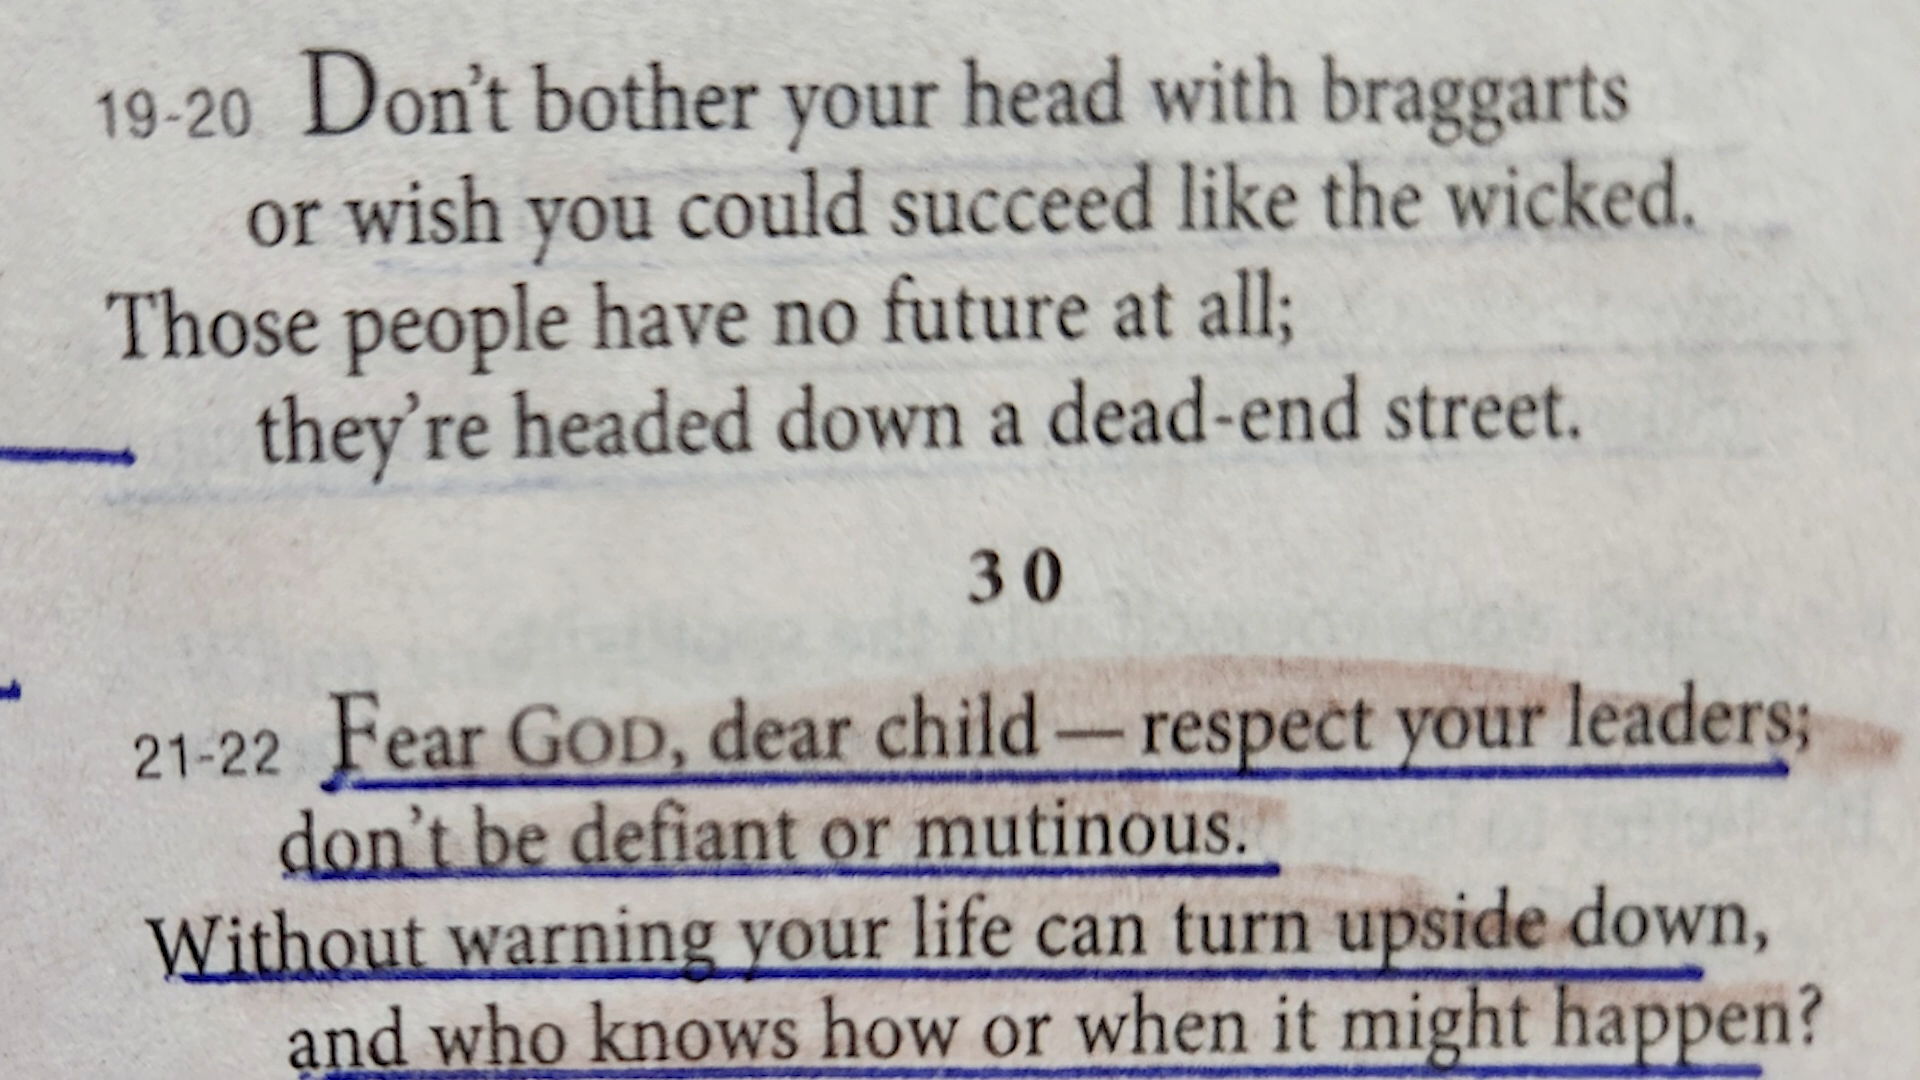 19-20 Don't bother your head with braggarts
or wish you could succeed like the wicked.
Those people have no future at all;
they're headed down a dead-end street.
30
21-22 Fear GOD, dear child — respect your leaders;
don't be defiant or mutinous.
Without warning your life can turn upside down,
and who knows how or when it might happen?